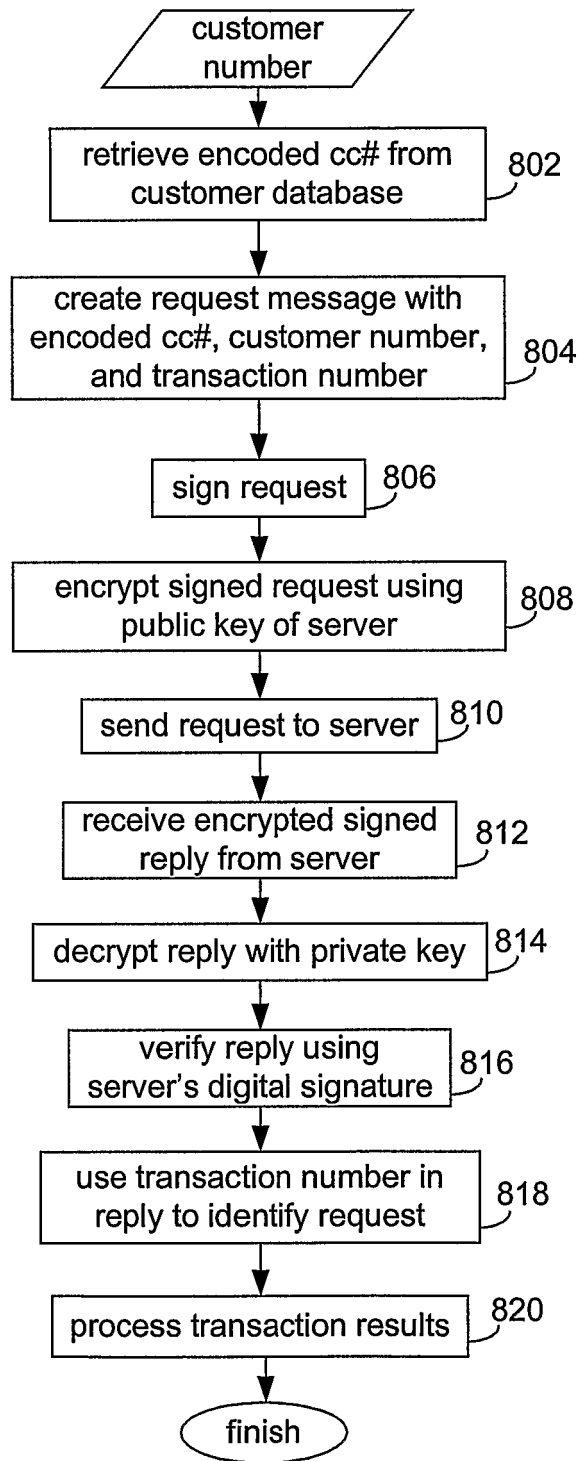 customer
number
retrieve encoded cc# from
customer database
802
create request message with
encoded cc#, customer number,
and transaction number
804
sign request
806
encrypt signed request using
public key of server
808
send request to server
810
receive encrypted signed
reply from server
812
decrypt reply with private key
814
verify reply using
server's digital signature
816
use transaction number in
reply to identify request
818
process transaction results
820
finish